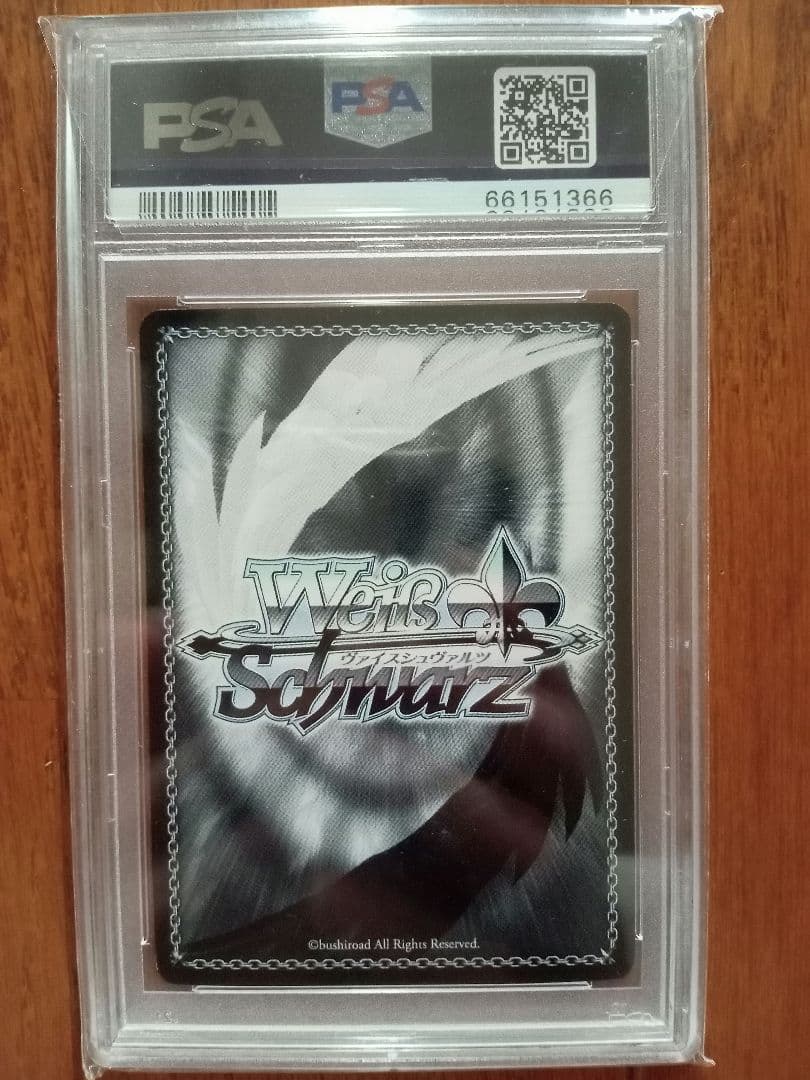 PSA
PSA
66151366
Weiß
ヴァイスシュヴァルツ
Schwarz
©bushiroad All Rights Reserved.